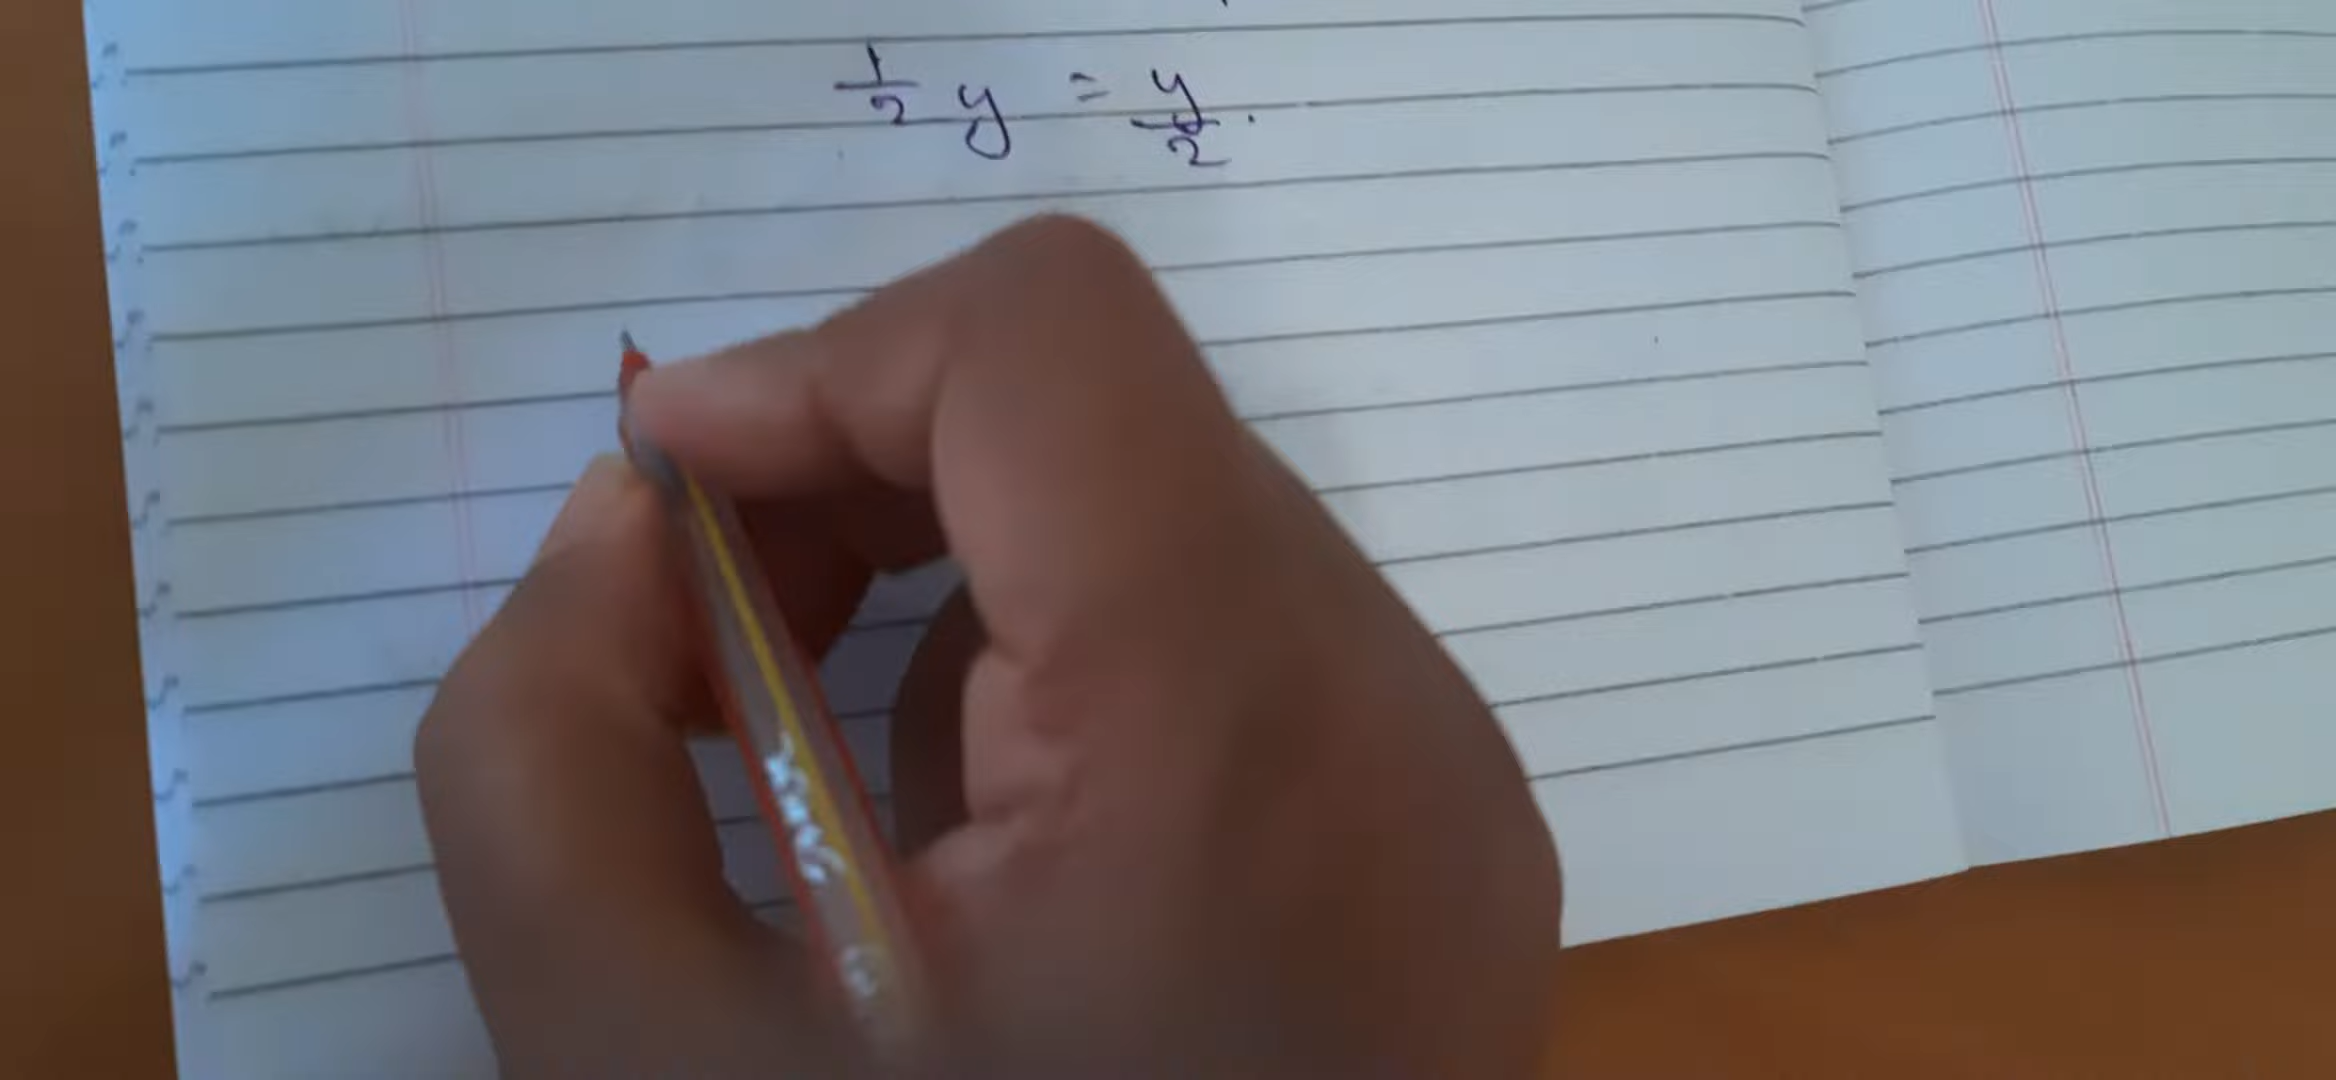 1/2 y = y/2.